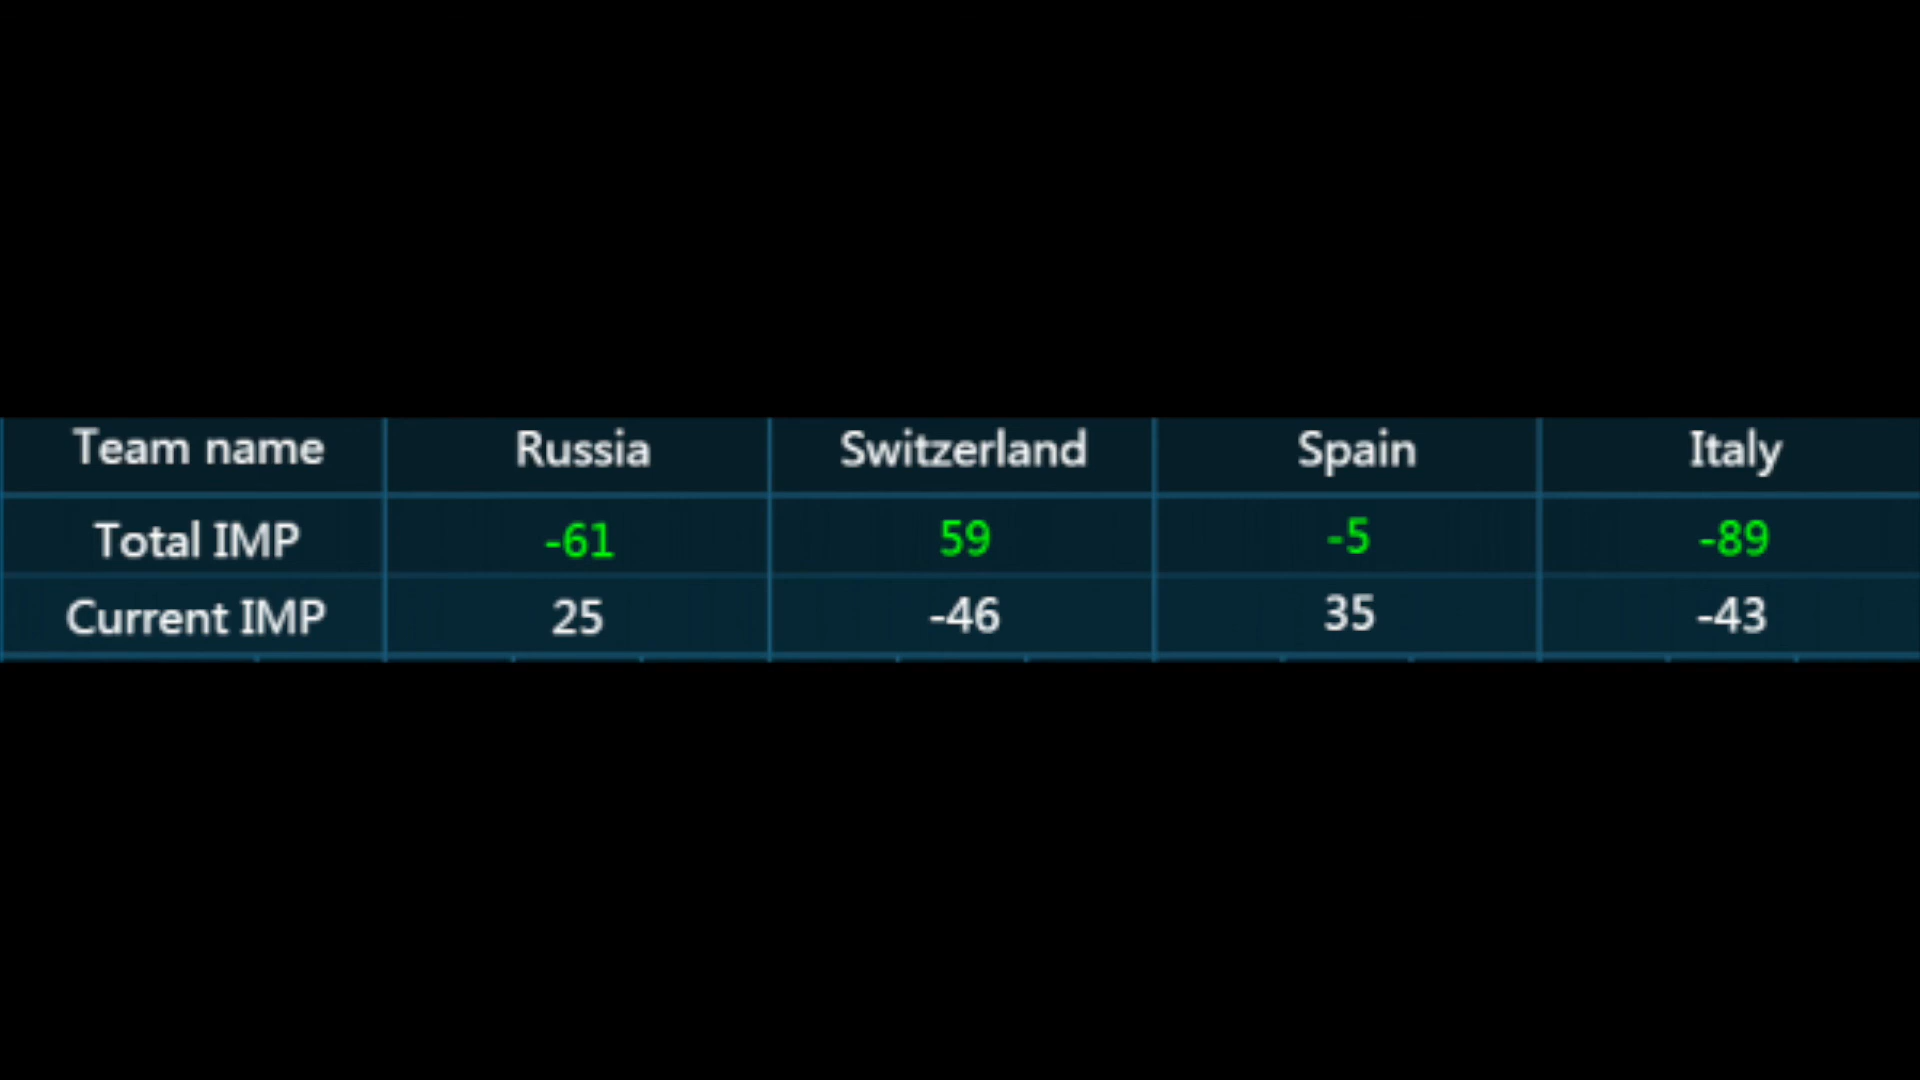 Team name Russia Switzerland Spain Italy
Total IMP -61 59 -5 -89
Current IMP 25 -46 35 -43